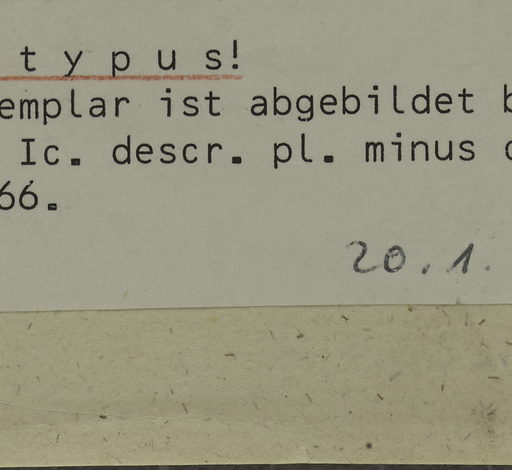 t y p u s!
emplar ist abgebildet b
Ic. descr. pl. minus c
66.
20.1.